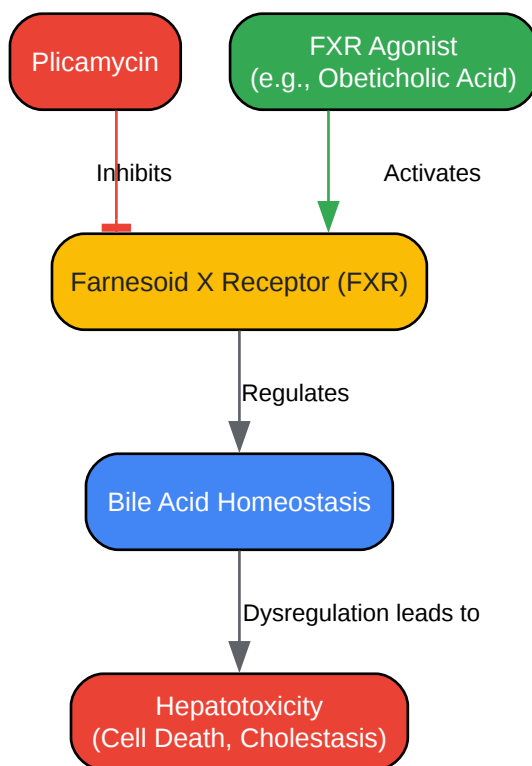 Plicamycin
FXR Agonist
(e.g., Obeticholic Acid)
Inhibits
Activates
Farnesoid X Receptor (FXR)
Regulates
Bile Acid Homeostasis
Dysregulation leads to
Hepatotoxicity
(Cell Death, Cholestasis)